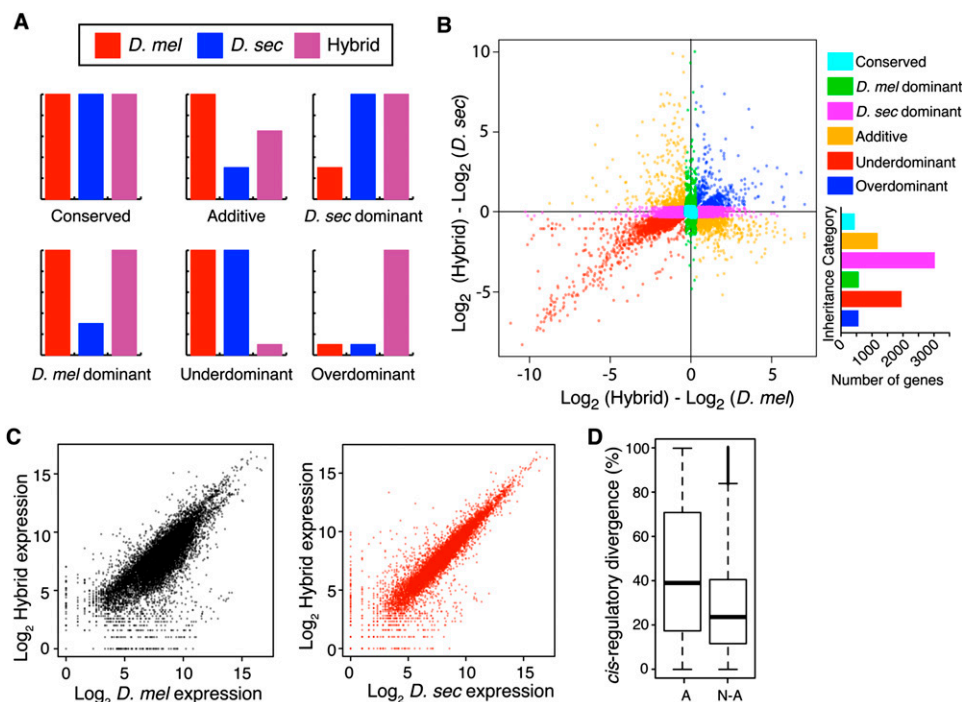 A
D. mel
D. sec
Hybrid
Conserved
Additive
D. sec dominant
D. mel dominant
Underdominant
Overdominant
B
Log2 (Hybrid) - Log2 (D. sec)
10
5
0
-5
-10
-5
0
5
Log2 (Hybrid) - Log2 (D. mel)
Conserved
D. mel dominant
D. sec dominant
Additive
Underdominant
Overdominant
Inheritance Category
0
1000
2000
3000
Number of genes
C
Log2 Hybrid expression
15
10
5
0
0
5
10
15
Log2 D. mel expression
Log2 Hybrid expression
15
10
5
0
0
5
10
15
Log2 D. sec expression
D
cis-regulatory divergence (%)
100
80
60
40
20
0
A
N-A